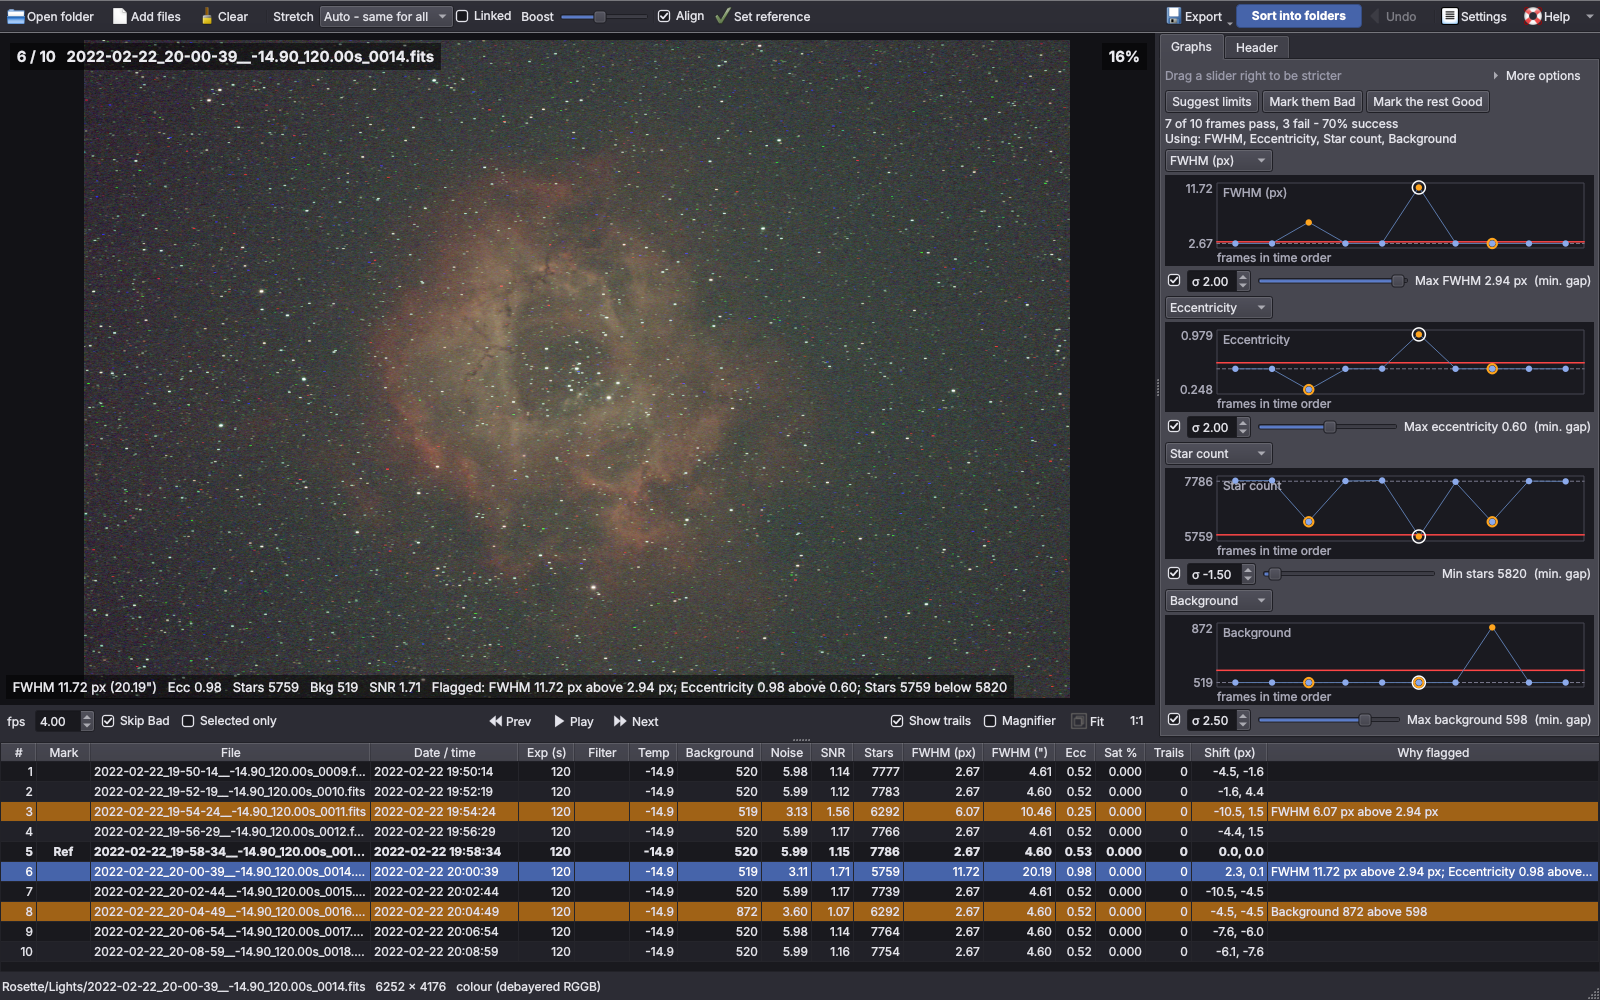 Open folder Add files Clear Stretch Auto - same for all Linked Boost Align Set reference Export Sort into folders Undo Settings Help
6 / 10 2022-02-22_20-00-39__-14.90_120.00s_0014.fits 16%
Graphs Header
Drag a slider right to be stricter More options
Suggest limits Mark them Bad Mark the rest Good
7 of 10 frames pass, 3 fail - 70% success
Using: FWHM, Eccentricity, Star count, Background
FWHM (px)
11.72 FWHM (px)
2.67
frames in time order
σ 2.00 Max FWHM 2.94 px (min. gap)
Eccentricity
0.979 Eccentricity
0.248
frames in time order
σ 2.00 Max eccentricity 0.60 (min. gap)
Star count
7786 Star count
5759
frames in time order
σ -1.50 Min stars 5820 (min. gap)
Background
872 Background
519
frames in time order
σ 2.50 Max background 598 (min. gap)
FWHM 11.72 px (20.19") Ecc 0.98 Stars 5759 Bkg 519 SNR 1.71 Flagged: FWHM 11.72 px above 2.94 px; Eccentricity 0.98 above 0.60; Stars 5759 below 5820
fps 4.00 Skip Bad Selected only Prev Play Next Show trails Magnifier Fit 1:1
# Mark File Date / time Exp (s) Filter Temp Background Noise SNR Stars FWHM (px) FWHM (") Ecc Sat % Trails Shift (px) Why flagged
1 2022-02-22_19-50-14__-14.90_120.00s_0009.f... 2022-02-22 19:50:14 120 -14.9 520 5.98 1.14 7777 2.67 4.61 0.52 0.000 0 -4.5, -1.6
2 2022-02-22_19-52-19__-14.90_120.00s_0010.fits 2022-02-22 19:52:19 120 -14.9 520 5.99 1.12 7783 2.67 4.60 0.52 0.000 0 -1.6, 4.4
3 2022-02-22_19-54-24__-14.90_120.00s_0011.fits 2022-02-22 19:54:24 120 -14.9 519 3.13 1.56 6292 6.07 10.46 0.25 0.000 0 -10.5, 1.5 FWHM 6.07 px above 2.94 px
4 2022-02-22_19-56-29__-14.90_120.00s_0012.f... 2022-02-22 19:56:29 120 -14.9 520 5.99 1.17 7766 2.67 4.61 0.52 0.000 0 -4.4, 1.5
5 Ref 2022-02-22_19-58-34__-14.90_120.00s_001... 2022-02-22 19:58:34 120 -14.9 520 5.99 1.15 7786 2.67 4.60 0.53 0.000 0 0.0, 0.0
6 2022-02-22_20-00-39__-14.90_120.00s_0014.... 2022-02-22 20:00:39 120 -14.9 519 3.11 1.71 5759 11.72 20.19 0.98 0.000 0 2.3, 0.1 FWHM 11.72 px above 2.94 px; Eccentricity 0.98 above...
7 2022-02-22_20-02-44__-14.90_120.00s_0015.... 2022-02-22 20:02:44 120 -14.9 520 5.99 1.17 7739 2.67 4.61 0.52 0.000 0 -10.5, -4.5
8 2022-02-22_20-04-49__-14.90_120.00s_0016.... 2022-02-22 20:04:49 120 -14.9 872 3.60 1.07 6292 2.67 4.60 0.52 0.000 0 -4.5, -4.5 Background 872 above 598
9 2022-02-22_20-06-54__-14.90_120.00s_0017.... 2022-02-22 20:06:54 120 -14.9 520 5.98 1.14 7764 2.67 4.60 0.52 0.000 0 -7.6, -6.0
10 2022-02-22_20-08-59__-14.90_120.00s_0018.... 2022-02-22 20:08:59 120 -14.9 520 5.99 1.16 7754 2.67 4.60 0.52 0.000 0 -6.1, -7.6
Rosette/Lights/2022-02-22_20-00-39__-14.90_120.00s_0014.fits 6252 × 4176 colour (debayered RGGB)